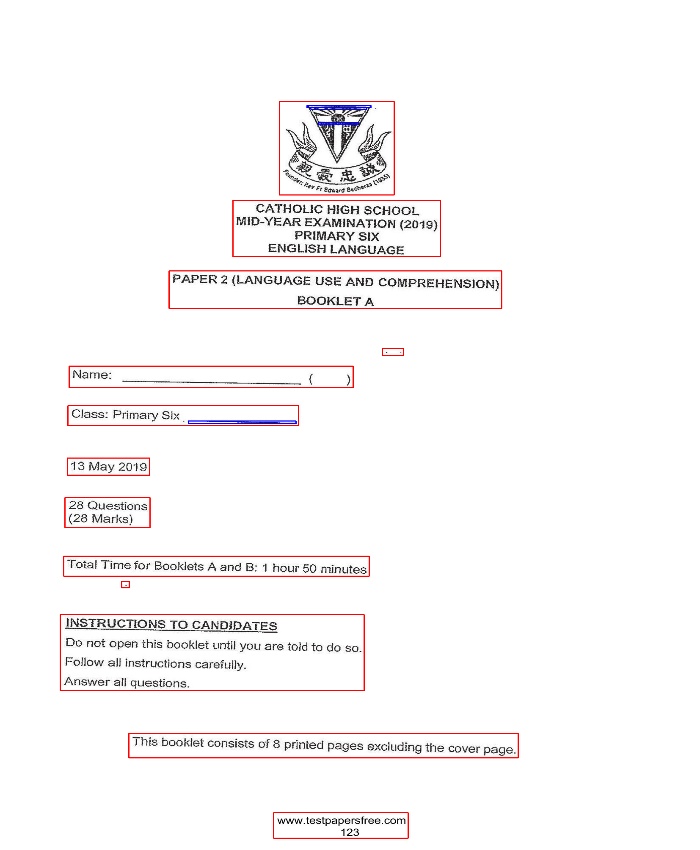 親愛忠誠
Founder: Rev Fr Edward Becheras (1935)
CATHOLIC HIGH SCHOOL
MID-YEAR EXAMINATION (2019)
PRIMARY SIX
ENGLISH LANGUAGE
PAPER 2 (LANGUAGE USE AND COMPREHENSION)
BOOKLET A
Name: ____________________ (      )
Class: Primary Six
13 May 2019
28 Questions
(28 Marks)
Total Time for Booklets A and B: 1 hour 50 minutes
INSTRUCTIONS TO CANDIDATES
Do not open this booklet until you are told to do so.
Follow all instructions carefully.
Answer all questions.
This booklet consists of 8 printed pages excluding the cover page.
www.testpapersfree.com
123